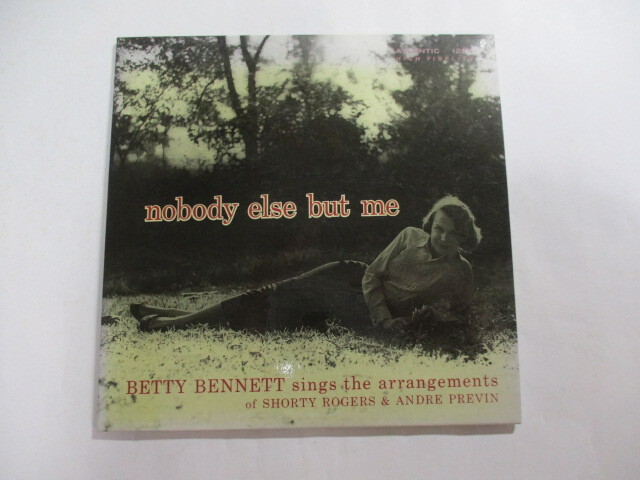 nobody else but me
BETTY BENNETT sings the arrangements
of SHORTY ROGERS & ANDRE PREVIN